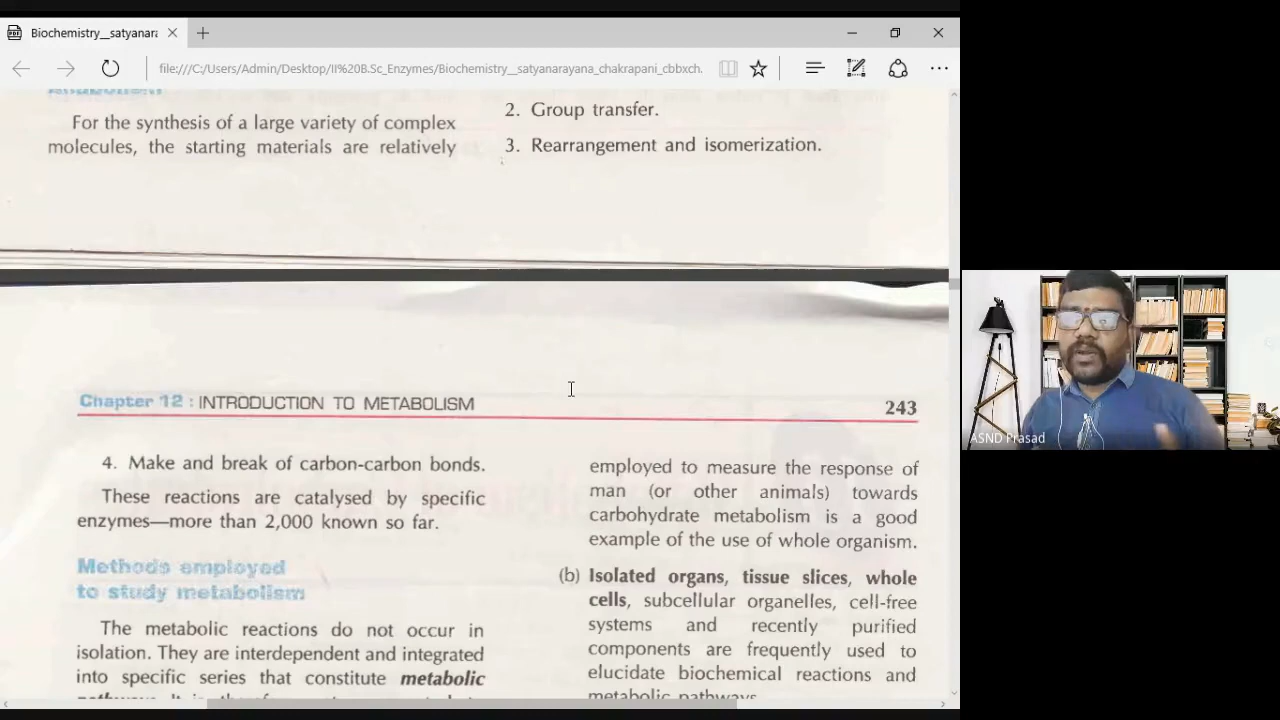 Biochemistry__satyanara
file:///C:/Users/Admin/Desktop/II%20B.Sc_Enzymes/Biochemistry__satyanarayana_chakrapani_cbbxch.
Anabolism
For the synthesis of a large variety of complex
molecules, the starting materials are relatively
2. Group transfer.
3. Rearrangement and isomerization.
Chapter 12 : INTRODUCTION TO METABOLISM
243
4. Make and break of carbon-carbon bonds.
These reactions are catalysed by specific
enzymes—more than 2,000 known so far.
Methods employed
to study metabolism
The metabolic reactions do not occur in
isolation. They are interdependent and integrated
into specific series that constitute metabolic
employed to measure the response of
man (or other animals) towards
carbohydrate metabolism is a good
example of the use of whole organism.
(b) Isolated organs, tissue slices, whole
cells, subcellular organelles, cell-free
systems and recently purified
components are frequently used to
elucidate biochemical reactions and
metabolic pathways.
ASND Prasad